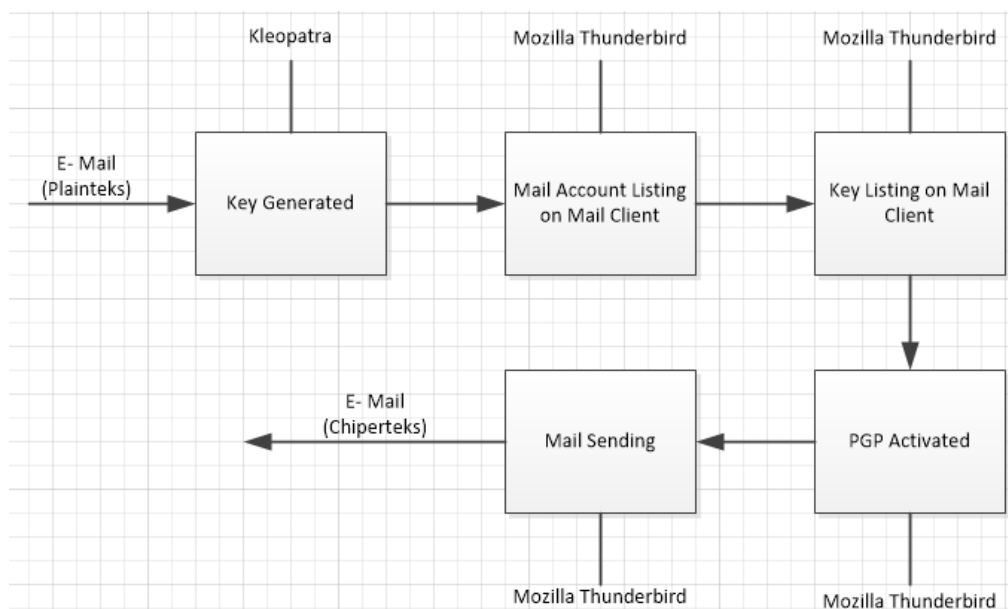 Kleopatra
Mozilla Thunderbird
Mozilla Thunderbird
E- Mail
(Plainteks)
Key Generated
Mail Account Listing
on Mail Client
Key Listing on Mail
Client
E- Mail
(Chiperteks)
Mail Sending
PGP Activated
Mozilla Thunderbird
Mozilla Thunderbird